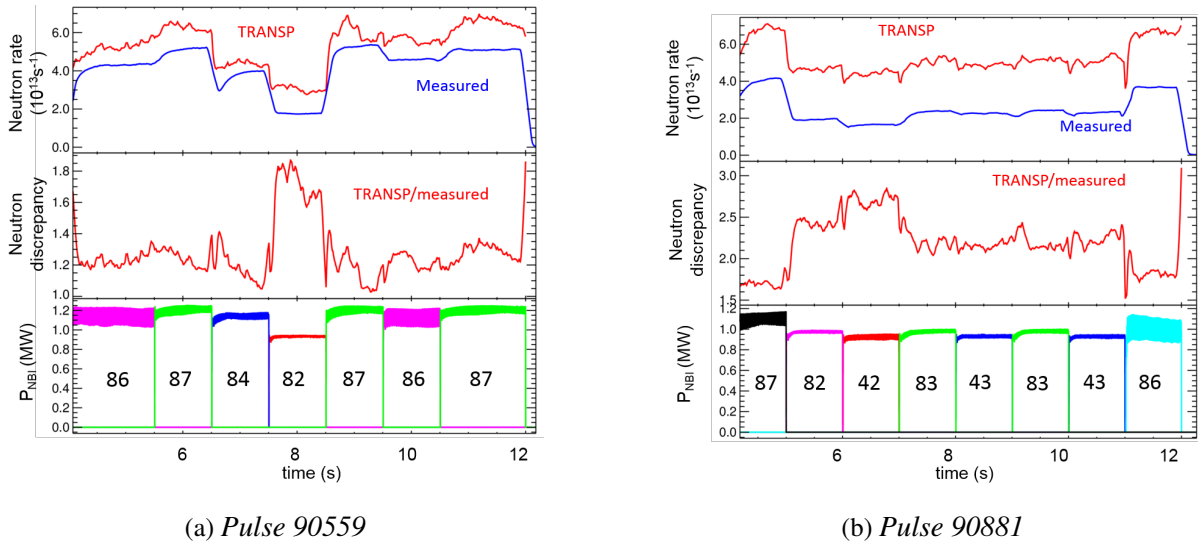 TRANSP
Measured
Neutron rate
(10¹³s⁻¹)
6.0
4.0
2.0
0.0
TRANSP/measured
Neutron
discrepancy
1.8
1.6
1.4
1.2
1.0
P_NBI (MW)
1.2
1.0
0.8
0.6
0.4
0.2
0.0
86 87 84 82 87 86 87
6 8 10 12
time (s)
(a) Pulse 90559
TRANSP
Measured
Neutron rate
(10¹³s⁻¹)
6.0
4.0
2.0
0.0
TRANSP/measured
Neutron
discrepancy
3.0
2.5
2.0
1.5
P_NBI (MW)
1.2
1.0
0.8
0.6
0.4
0.2
0.0
87 82 42 83 43 83 43 86
6 8 10 12
time (s)
(b) Pulse 90881